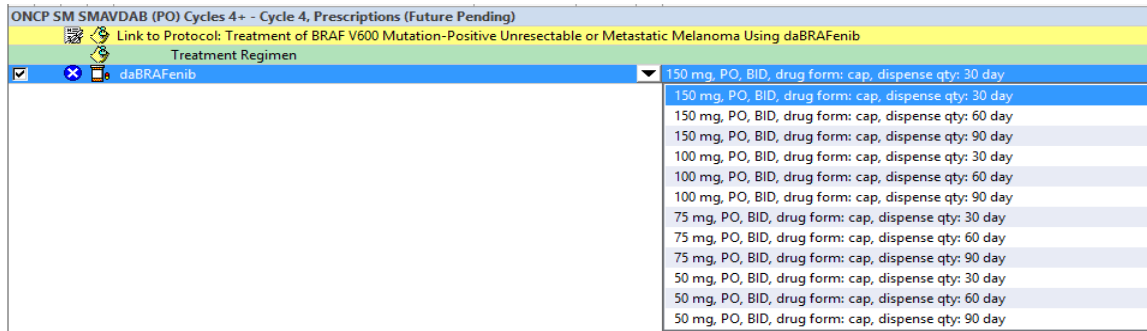 ONCP SM SMAVDAB (PO) Cycles 4+ - Cycle 4, Prescriptions (Future Pending)
Link to Protocol: Treatment of BRAF V600 Mutation-Positive Unresectable or Metastatic Melanoma Using daBRAFenib
Treatment Regimen
daBRAFenib 150 mg, PO, BID, drug form: cap, dispense qty: 30 day
150 mg, PO, BID, drug form: cap, dispense qty: 30 day
150 mg, PO, BID, drug form: cap, dispense qty: 60 day
150 mg, PO, BID, drug form: cap, dispense qty: 90 day
100 mg, PO, BID, drug form: cap, dispense qty: 30 day
100 mg, PO, BID, drug form: cap, dispense qty: 60 day
100 mg, PO, BID, drug form: cap, dispense qty: 90 day
75 mg, PO, BID, drug form: cap, dispense qty: 30 day
75 mg, PO, BID, drug form: cap, dispense qty: 60 day
75 mg, PO, BID, drug form: cap, dispense qty: 90 day
50 mg, PO, BID, drug form: cap, dispense qty: 30 day
50 mg, PO, BID, drug form: cap, dispense qty: 60 day
50 mg, PO, BID, drug form: cap, dispense qty: 90 day